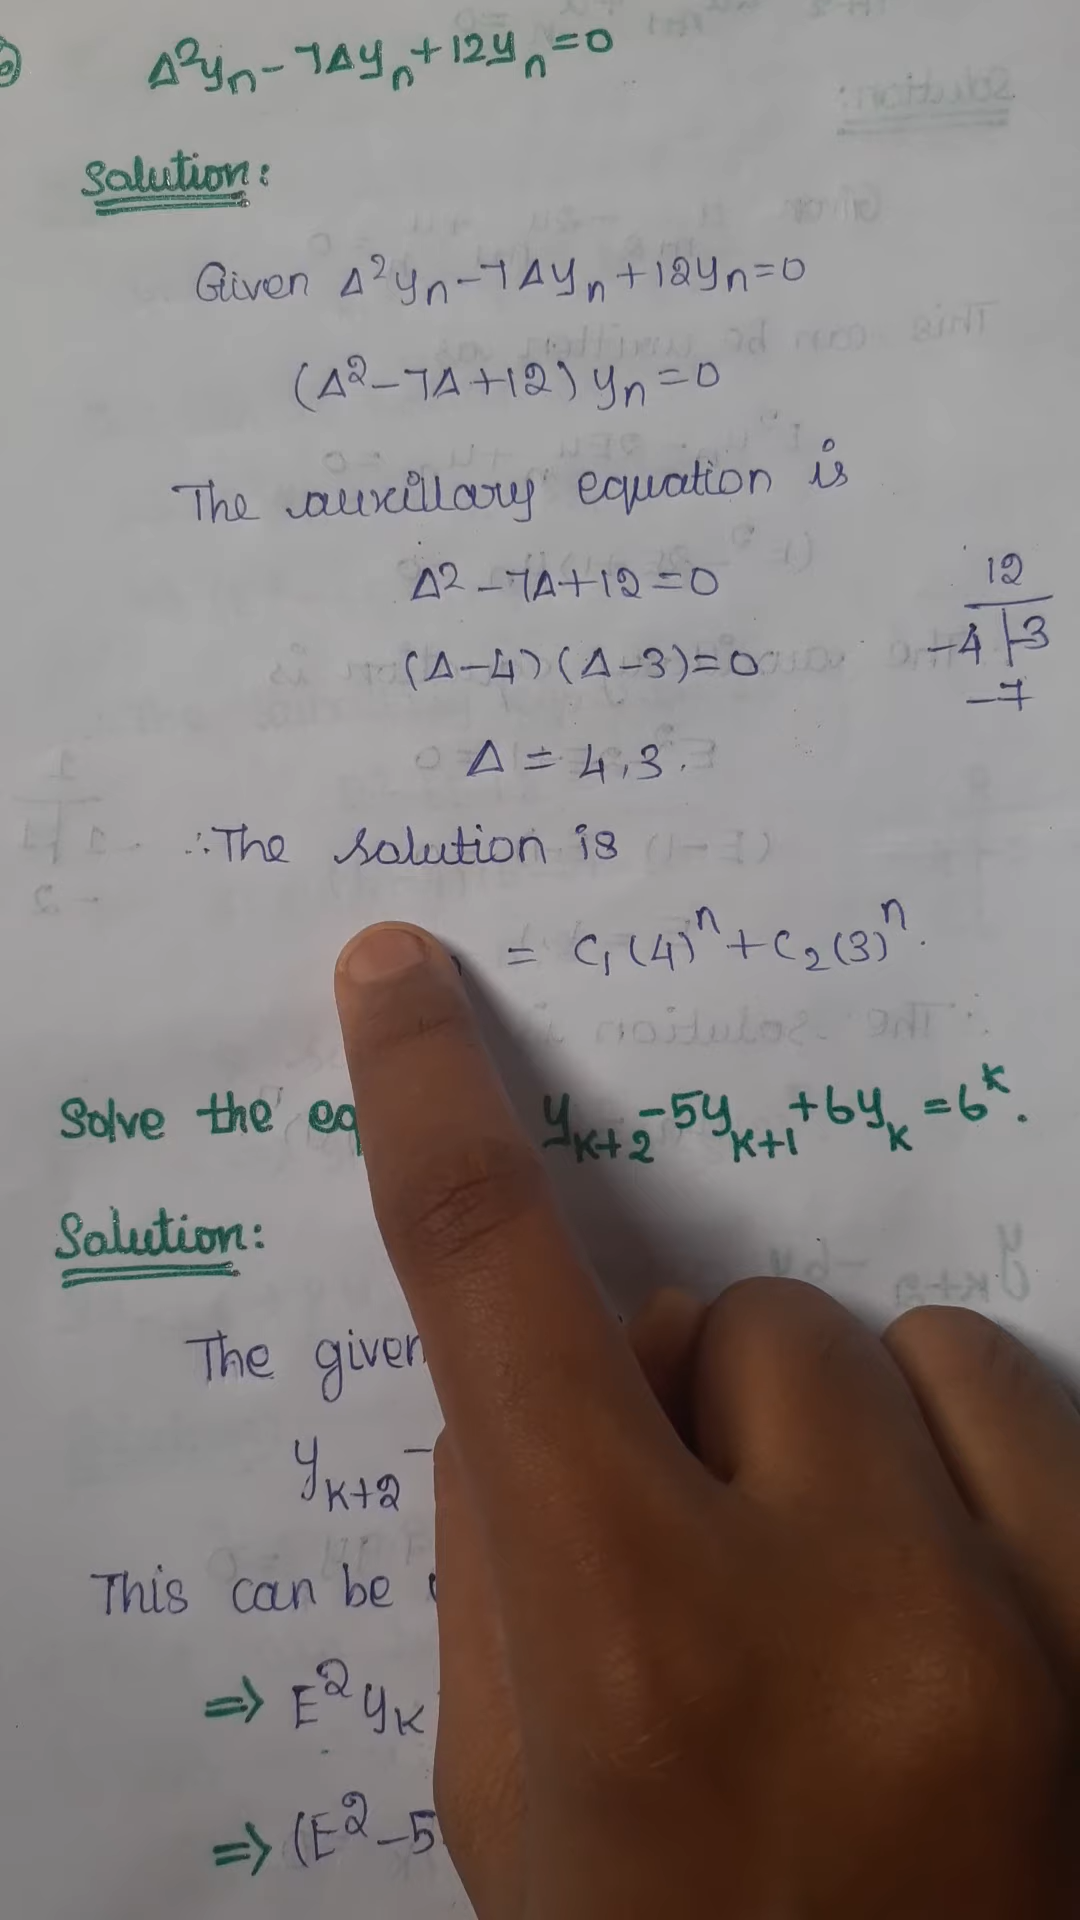 Δ²yₙ - 7Δyₙ + 12yₙ = 0
Solution:
Given Δ²yₙ - 7Δyₙ + 12yₙ = 0
(Δ² - 7Δ + 12) yₙ = 0
The auxillary equation is
Δ² - 7Δ + 12 = 0
12
(Δ - 4) (Δ - 3) = 0
-4 | -3
-7
Δ = 4, 3.
∴ The solution is
= C₁(4)ⁿ + C₂(3)ⁿ.
Solve the eq yₖ₊₂ - 5yₖ₊₁ + 6yₖ = 6ᵏ.
Solution:
The given
yₖ₊₂ -
This can be
⇒ E²yₖ
⇒ (E² - 5